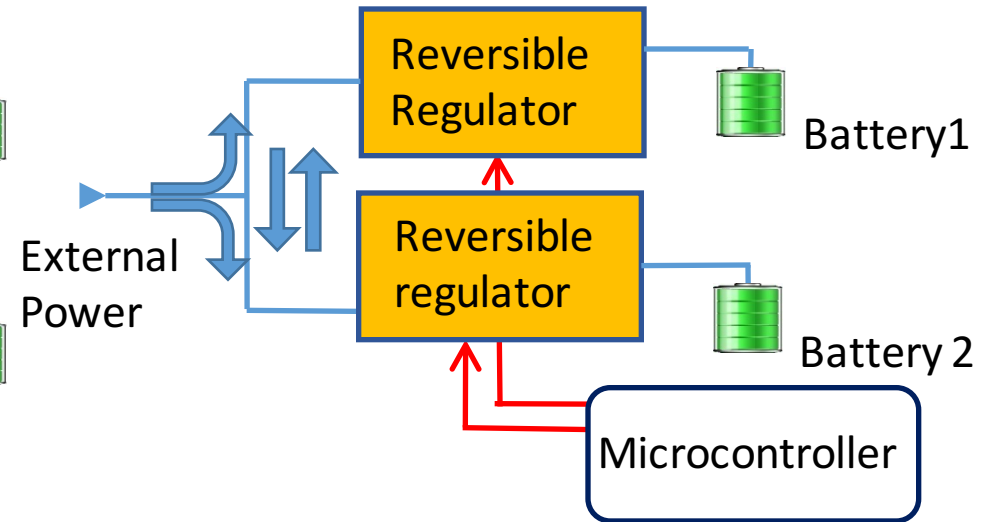 Reversible
Regulator
Battery1
External
Power
Reversible
regulator
Battery 2
Microcontroller